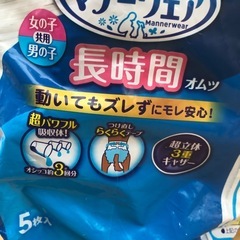 マナーウェア
Mannerwear
女の子
共用
男の子
長時間
オムツ
動いてもズレずにモレ安心!
超パワフル
吸収体!
オシッコ約3回分
つけ直し
らくらくテープ
超立体
3重
ギャザー
5枚入